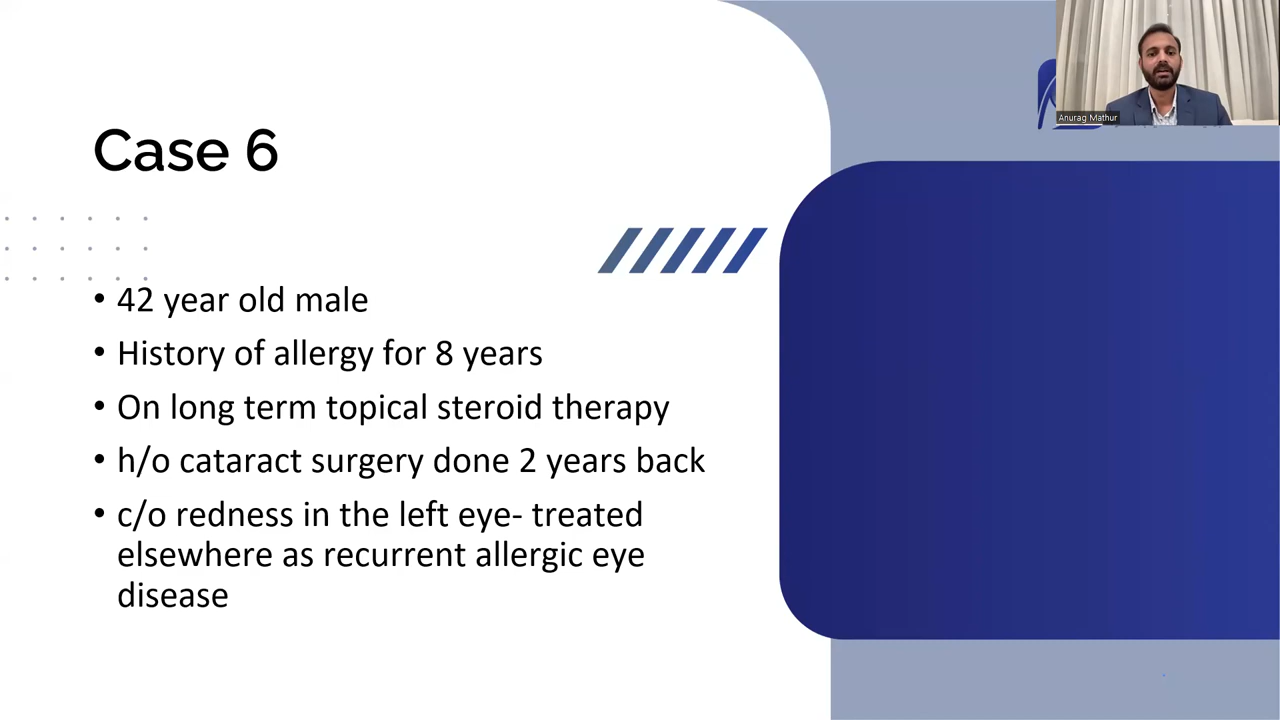 Anurag Mathur
Case 6
• 42 year old male
• History of allergy for 8 years
• On long term topical steroid therapy
• h/o cataract surgery done 2 years back
• c/o redness in the left eye- treated
elsewhere as recurrent allergic eye
disease